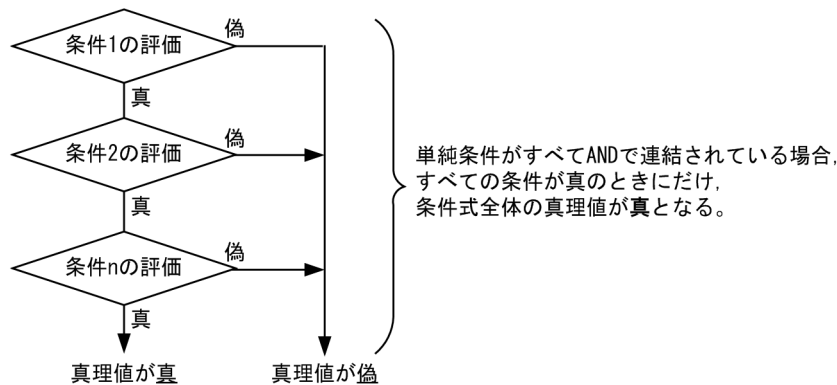 条件1の評価
偽
真
条件2の評価
偽
真
条件nの評価
偽
真
真理値が真
真理値が偽
単純条件がすべてANDで連結されている場合,
すべての条件が真のときにだけ,
条件式全体の真理値が真となる。